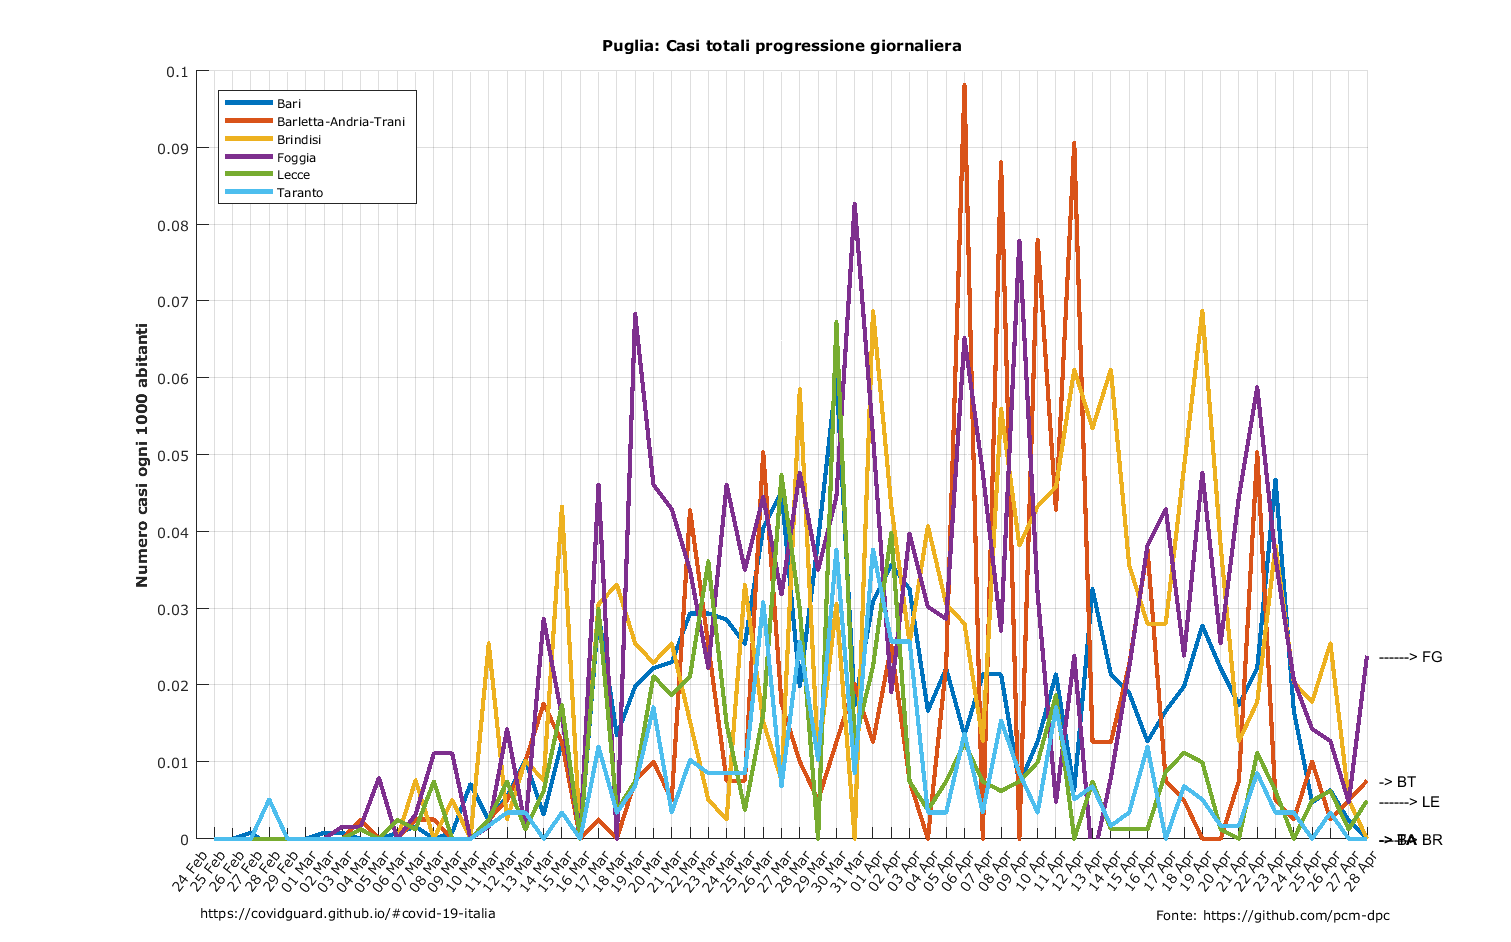 Puglia: Casi totali progressione giornaliera
0.1
0.09
0.08
0.07
0.06
0.05
0.04
0.03
0.02
0.01
0
Numero casi ogni 1000 abitanti
Bari
Barletta-Andria-Trani
Brindisi
Foggia
Lecce
Taranto
------> FG
-> BT
------> LE
BR
24 Feb
25 Feb
26 Feb
27 Feb
28 Feb
29 Feb
01 Mar
02 Mar
03 Mar
04 Mar
05 Mar
06 Mar
07 Mar
08 Mar
09 Mar
10 Mar
11 Mar
12 Mar
13 Mar
14 Mar
15 Mar
16 Mar
17 Mar
18 Mar
19 Mar
20 Mar
21 Mar
22 Mar
23 Mar
24 Mar
25 Mar
26 Mar
27 Mar
28 Mar
29 Mar
30 Mar
31 Mar
01 Apr
02 Apr
03 Apr
04 Apr
05 Apr
06 Apr
07 Apr
08 Apr
09 Apr
10 Apr
11 Apr
12 Apr
13 Apr
14 Apr
15 Apr
16 Apr
17 Apr
18 Apr
19 Apr
20 Apr
21 Apr
22 Apr
23 Apr
24 Apr
25 Apr
26 Apr
27 Apr
28 Apr
https://covidguard.github.io/#covid-19-italia
Fonte: https://github.com/pcm-dpc